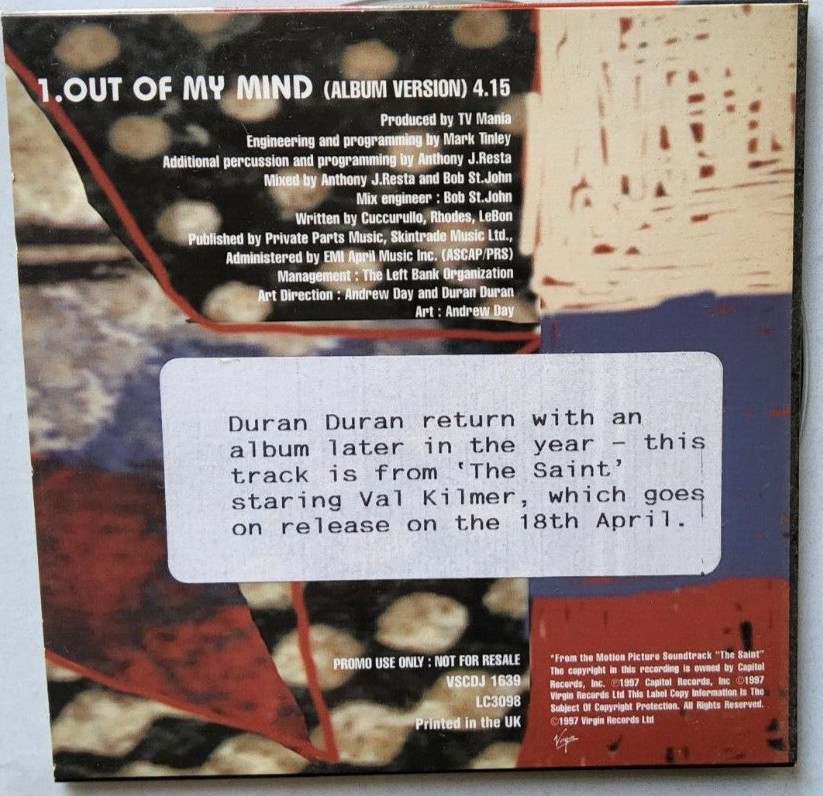 1.OUT OF MY MIND (ALBUM VERSION) 4.15
Produced by TV Mania
Engineering and programming by Mark Tinley
Additional percussion and programming by Anthony J.Resta
Mixed by Anthony J.Resta and Bob St.John
Mix engineer : Bob St.John
Written by Cuccurullo, Rhodes, LeBon
Published by Private Parts Music, Skintrade Music Ltd.,
Administered by EMI April Music Inc. (ASCAP/PRS)
Management : The Left Bank Organization
Art Direction : Andrew Day and Duran Duran
Art : Andrew Day
Duran Duran return with an
album later in the year – this
track is from 'The Saint'
staring Val Kilmer, which goes
on release on the 18th April.
PROMO USE ONLY : NOT FOR RESALE
VSCDJ 1639
LC3098
Printed in the UK
"From the Motion Picture Soundtrack "The Saint"
The copyright in this recording is owned by Capitol
Records, Inc. ℗1997 Capitol Records, Inc ©1997
Virgin Records Ltd This Label Copy Information Is The
Subject Of Copyright Protection. All Rights Reserved.
©1997 Virgin Records Ltd
Virgin